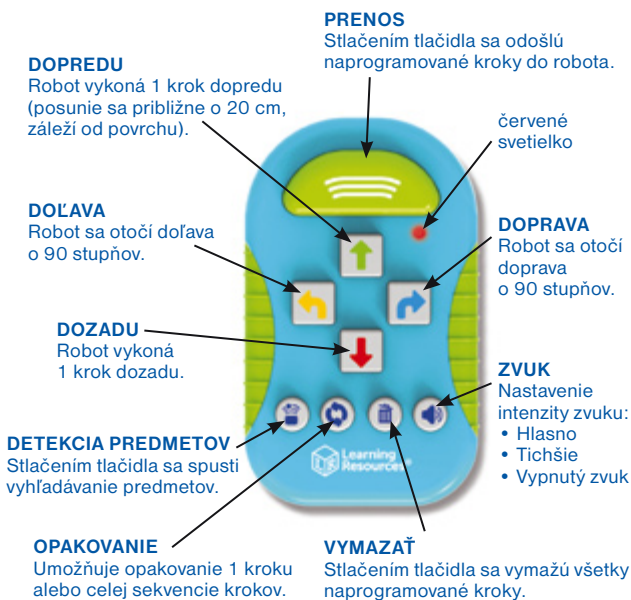 PRENOS
Stlačením tlačidla sa odošlú
naprogramované kroky do robota.
DOPREDU
Robot vykoná 1 krok dopredu
(posunie sa približne o 20 cm,
záleží od povrchu).
červené
svetielko
DOĽAVA
Robot sa otočí doľava
o 90 stupňov.
DOPRAVA
Robot sa otočí
doprava
o 90 stupňov.
DOZADU
Robot vykoná
1 krok dozadu.
ZVUK
Nastavenie
intenzity zvuku:
• Hlasno
• Tichšie
• Vypnutý zvuk
DETEKCIA PREDMETOV
Stlačením tlačidla sa spusti
vyhľadávanie predmetov.
Learning
Resources®
OPAKOVANIE
Umožňuje opakovanie 1 kroku
alebo celej sekvencie krokov.
VYMAZAŤ
Stlačením tlačidla sa vymažú všetky
naprogramované kroky.